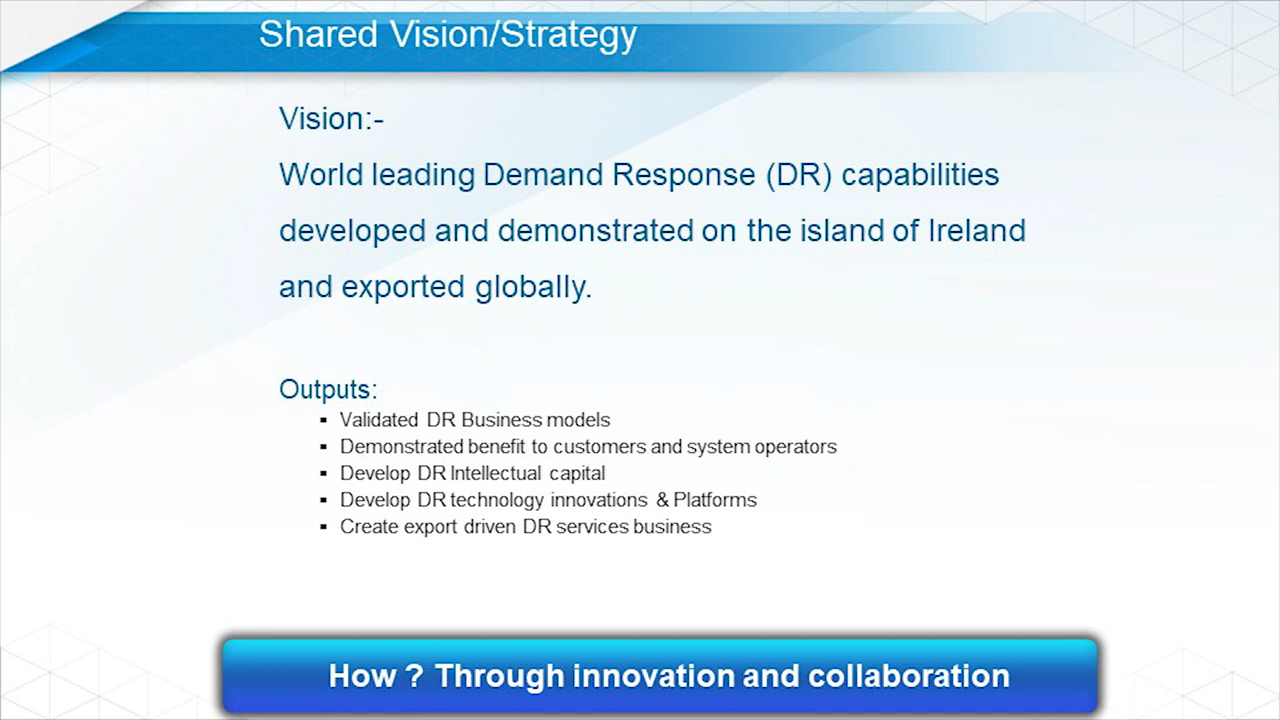 Shared Vision/Strategy
Vision:-
World leading Demand Response (DR) capabilities
developed and demonstrated on the island of Ireland
and exported globally.
Outputs:
▪ Validated DR Business models
▪ Demonstrated benefit to customers and system operators
▪ Develop DR Intellectual capital
▪ Develop DR technology innovations & Platforms
▪ Create export driven DR services business
How ? Through innovation and collaboration